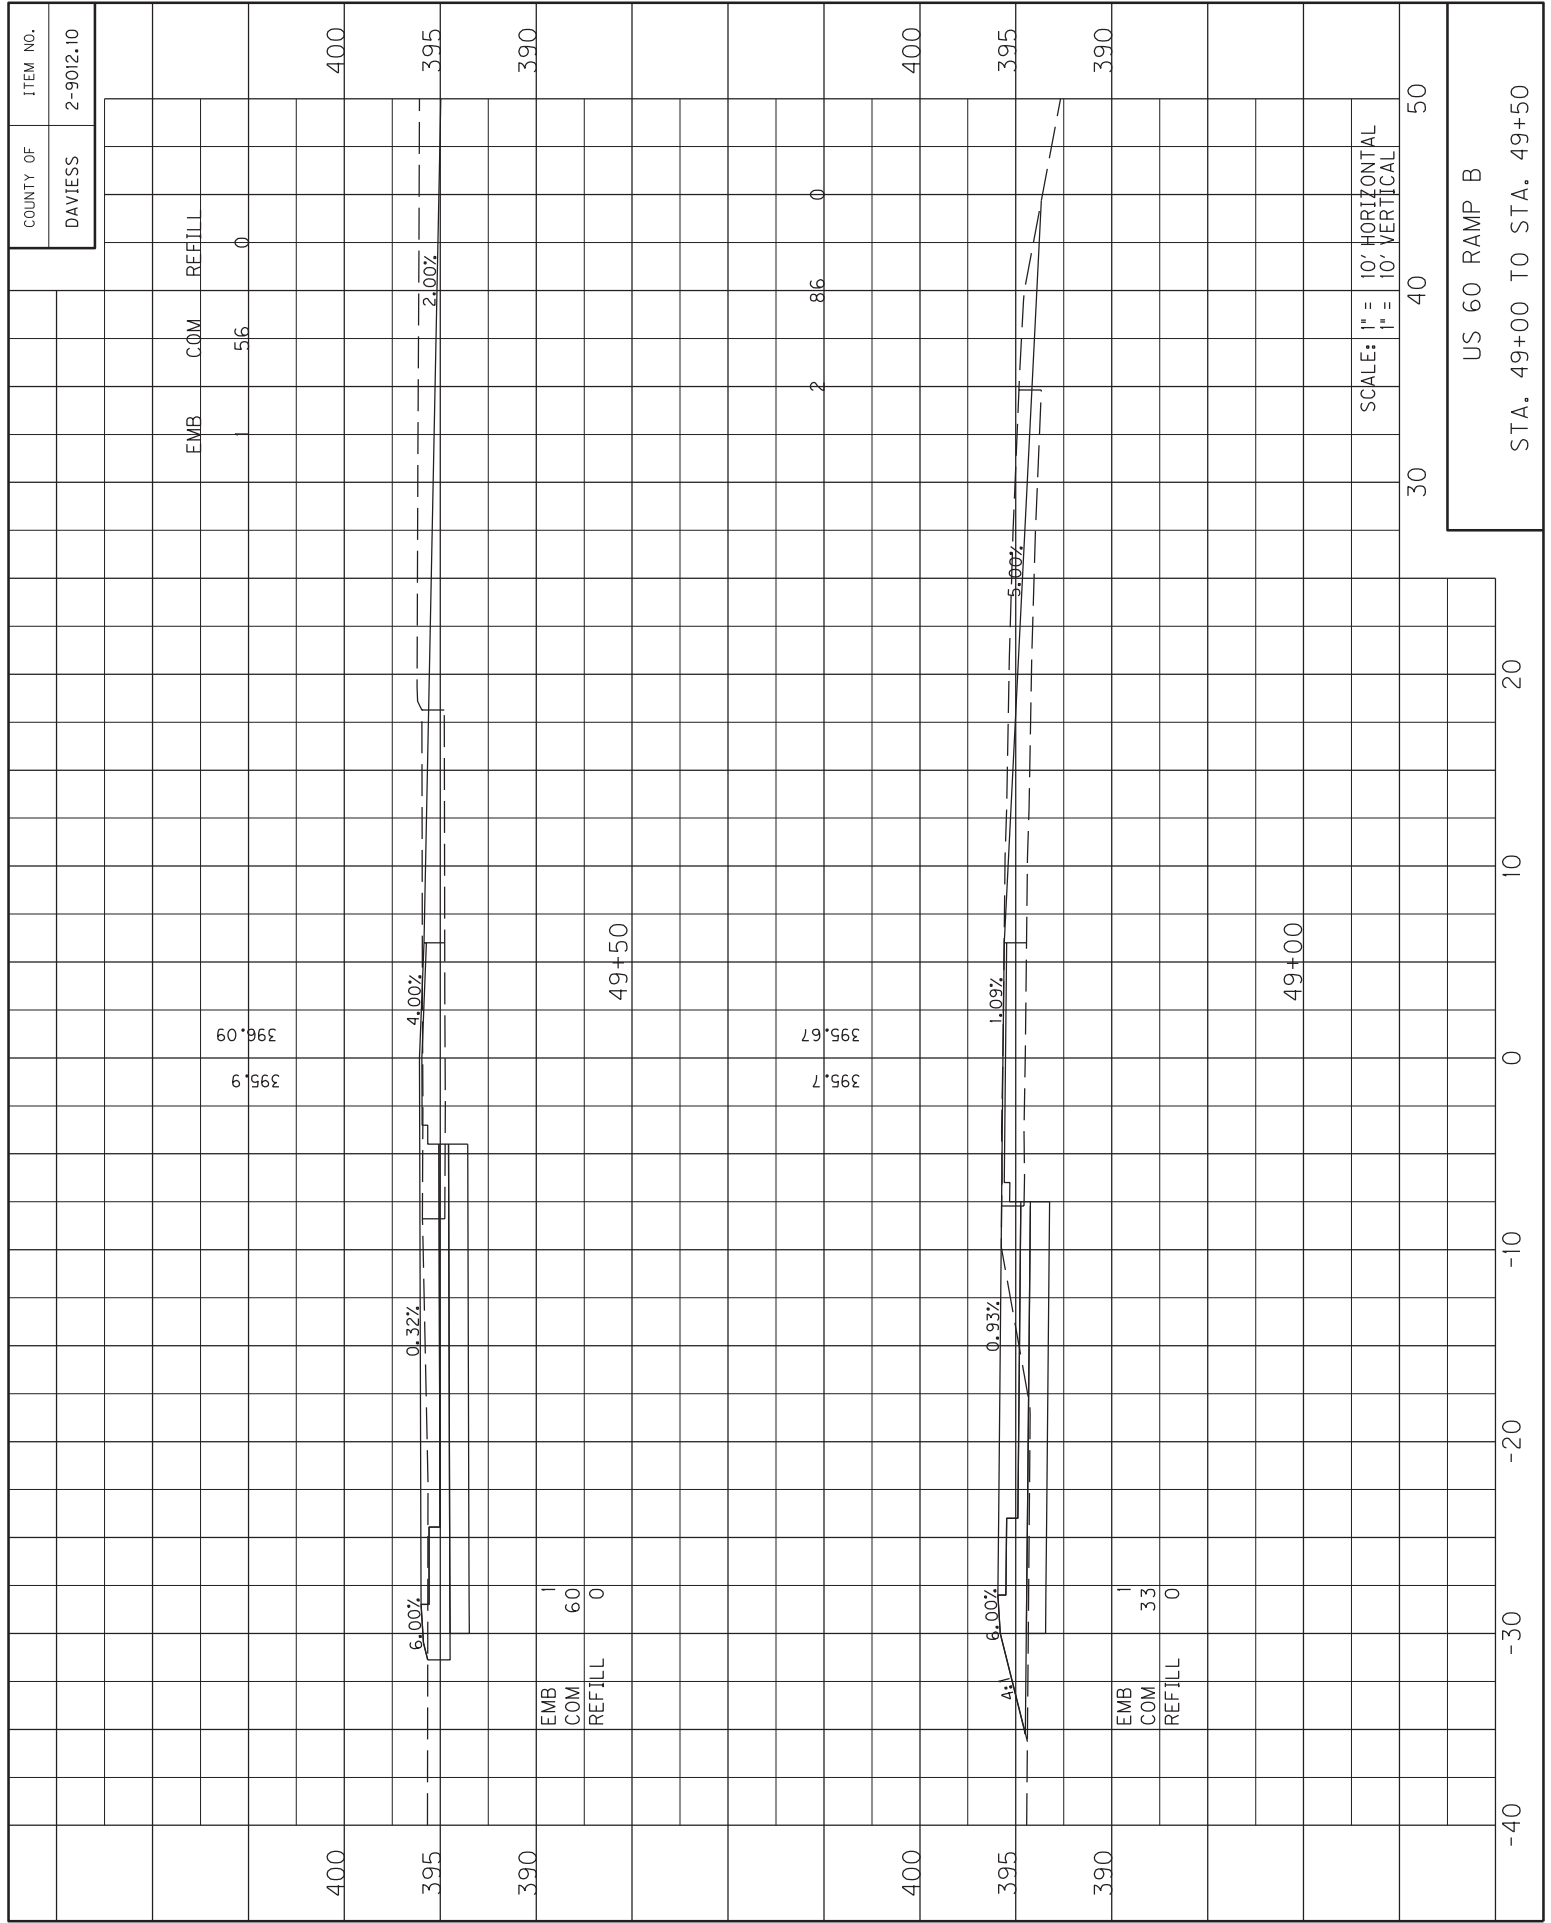 COUNTY OF ITEM NO.
DAVIESS 2-9012.10
EMB COM REFILL
1 56 0
400 400
395 395
390 390
395.9 396.09
6.00% 0.32% 4.00% 2.00%
EMB 1
COM 60
REFILL 0
49+50
2 86 0
395.7 395.67
400 400
395 395
390 390
4:1 6.00% 0.93% 1.09% 5.00%
EMB 1
COM 33
REFILL 0
49+00
SCALE: 1" = 10' HORIZONTAL
1" = 10' VERTICAL
-40 -30 -20 -10 0 10 20 30 40 50
US 60 RAMP B
STA. 49+00 TO STA. 49+50